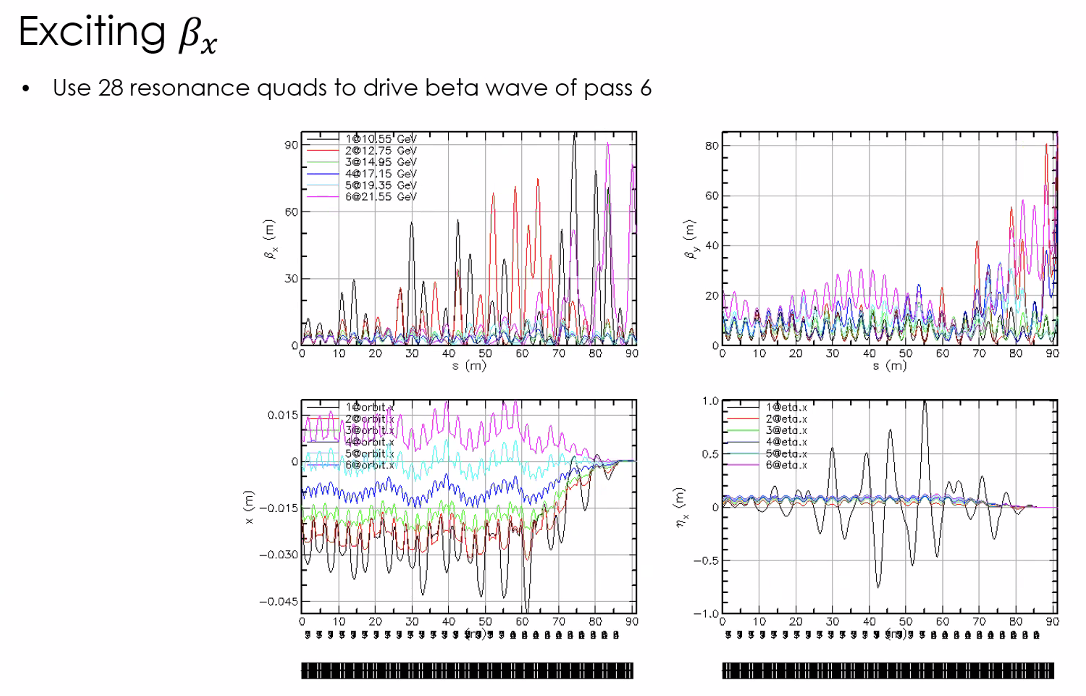 Exciting βx
• Use 28 resonance quads to drive beta wave of pass 6
1@10.55 GeV
2@12.75 GeV
3@14.95 GeV
4@17.15 GeV
5@19.35 GeV
6@21.55 GeV
90
60
30
0
βx (m)
0 10 20 30 40 50 60 70 80 90
s (m)
80
60
40
20
0
βy (m)
0 10 20 30 40 50 60 70 80 90
s (m)
1@orbit.x
2@orbit.x
3@orbit.x
4@orbit.x
5@orbit.x
6@orbit.x
0.015
0
−0.015
−0.030
−0.045
x (m)
0 10 20 30 40 50 60 70 80 90
1@eta.x
2@eta.x
3@eta.x
4@eta.x
5@eta.x
6@eta.x
1.0
0.5
0
−0.5
−1.0
ηx (m)
0 10 20 30 40 50 60 70 80 90